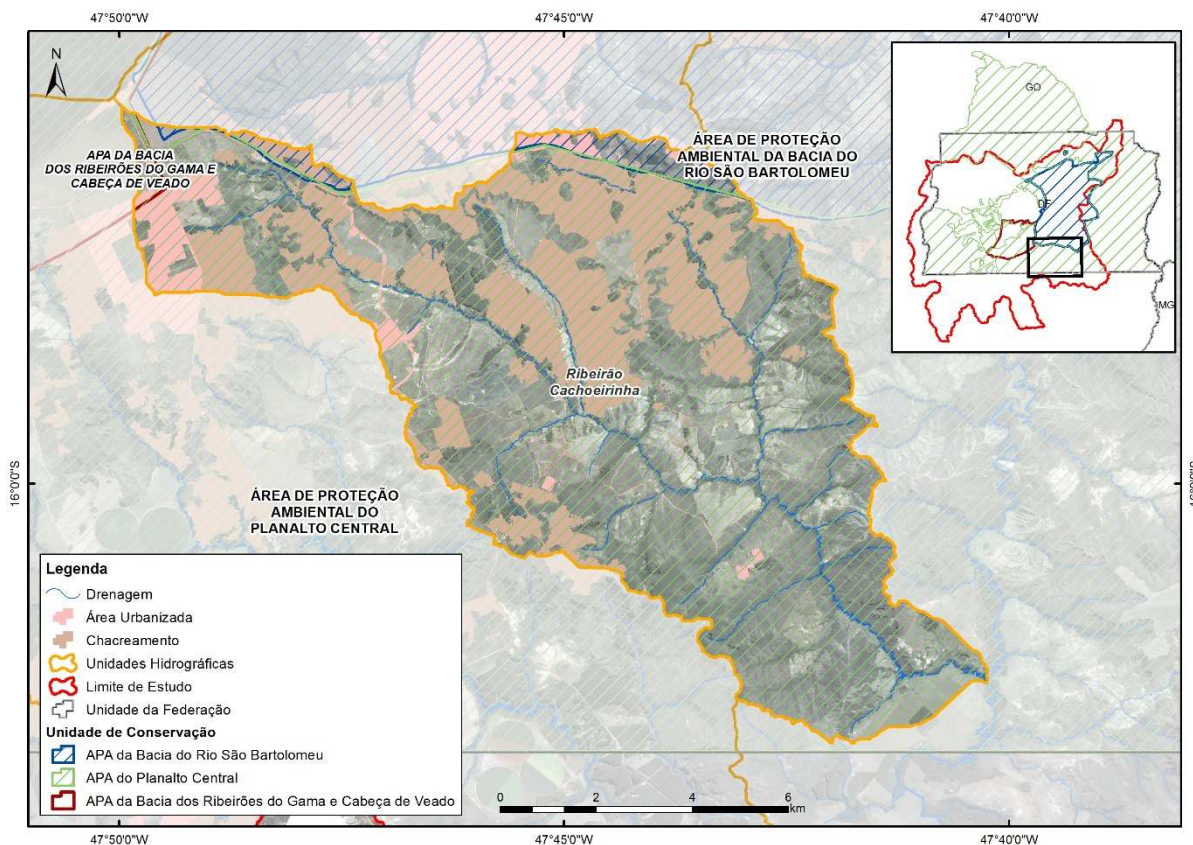 47°50'0"W
47°45'0"W
47°40'0"W
N
GO
DF
MG
APA DA BACIA
DOS RIBEIRÕES DO GAMA E
CABEÇA DE VEADO
ÁREA DE PROTEÇÃO
AMBIENTAL DA BACIA DO
RIO SÃO BARTOLOMEU
Ribeirão
Cachoeirinha
16°0'0"S
ÁREA DE PROTEÇÃO
AMBIENTAL DO
PLANALTO CENTRAL
Legenda
Drenagem
Área Urbanizada
Chacreamento
Unidades Hidrográficas
Limite de Estudo
Unidade da Federação
Unidade de Conservação
APA da Bacia do Rio São Bartolomeu
APA do Planalto Central
APA da Bacia dos Ribeirões do Gama e Cabeça de Veado
0 1 2 4 6
km
47°50'0"W
47°45'0"W
47°40'0"W